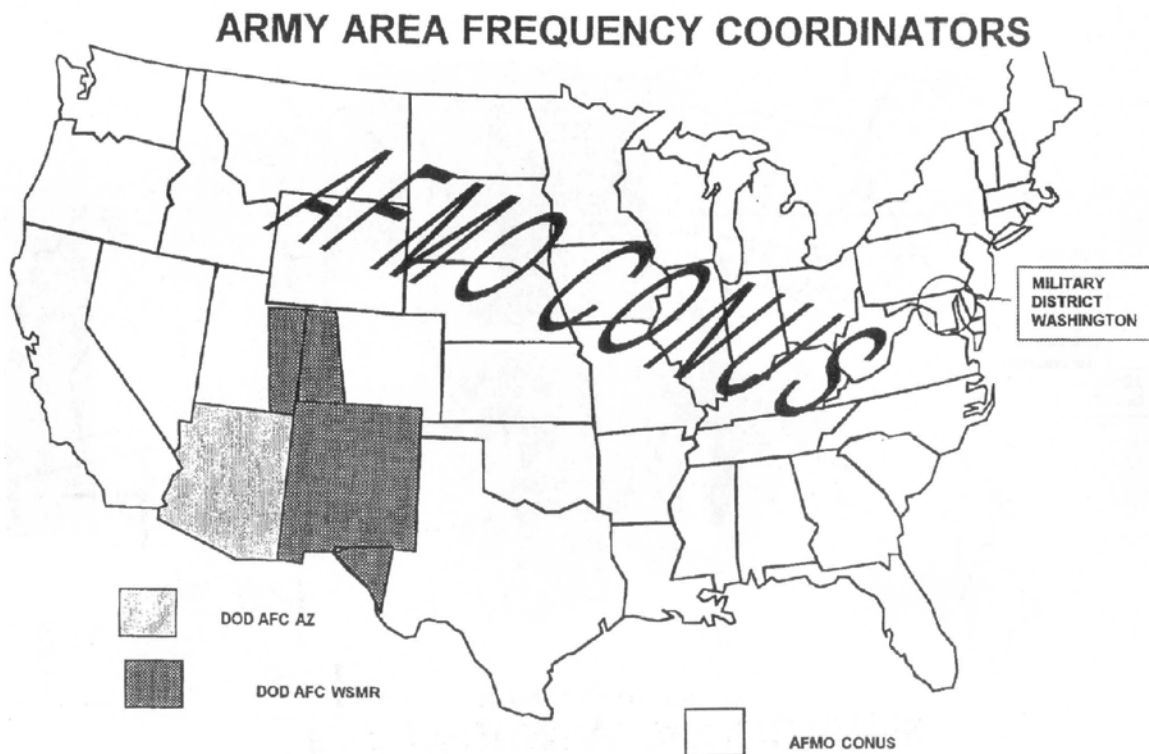 ARMY AREA FREQUENCY COORDINATORS
AFMO CONUS
MILITARY
DISTRICT
WASHINGTON
DOD AFC AZ
DOD AFC WSMR
AFMO CONUS